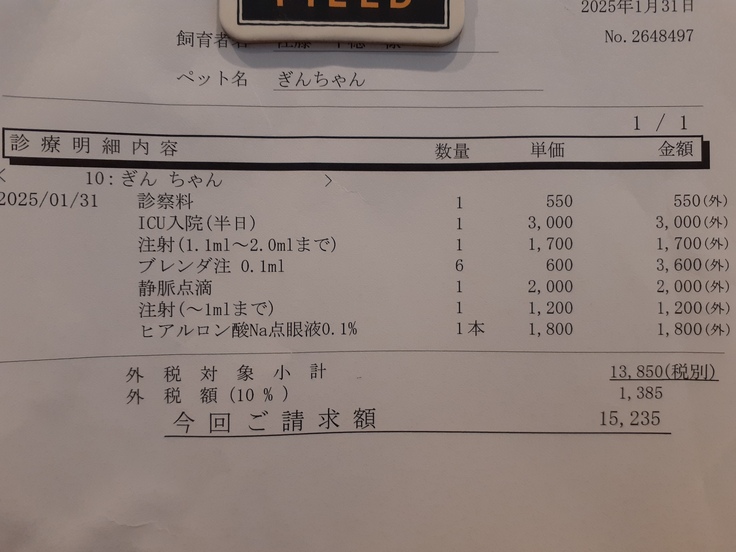 FIELD
2025年1月31日
飼育者名
No. 2648497
ペット名 ぎんちゃん
1 / 1
診療明細内容 数量 単価 金額
< 10:ぎん ちゃん >
2025/01/31 診察料 1 550 550(外)
ICU入院(半日) 1 3,000 3,000(外)
注射(1.1ml～2.0mlまで) 1 1,700 1,700(外)
ブレンダ注 0.1ml 6 600 3,600(外)
静脈点滴 1 2,000 2,000(外)
注射(～1mlまで) 1 1,200 1,200(外)
ヒアルロン酸Na点眼液0.1% 1本 1,800 1,800(外)
外税対象小計 13,850(税別)
外税額(10%) 1,385
今回ご請求額 15,235